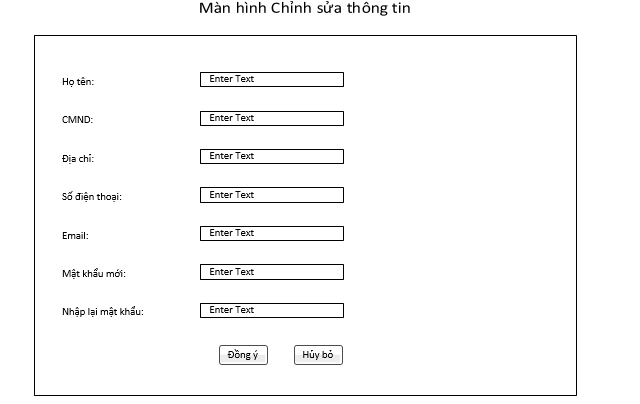 Màn hình Chỉnh sửa thông tin
Họ tên: Enter Text
CMND: Enter Text
Địa chỉ: Enter Text
Số điện thoại: Enter Text
Email: Enter Text
Mật khẩu mới: Enter Text
Nhập lại mật khẩu: Enter Text
Đồng ý Hủy bỏ